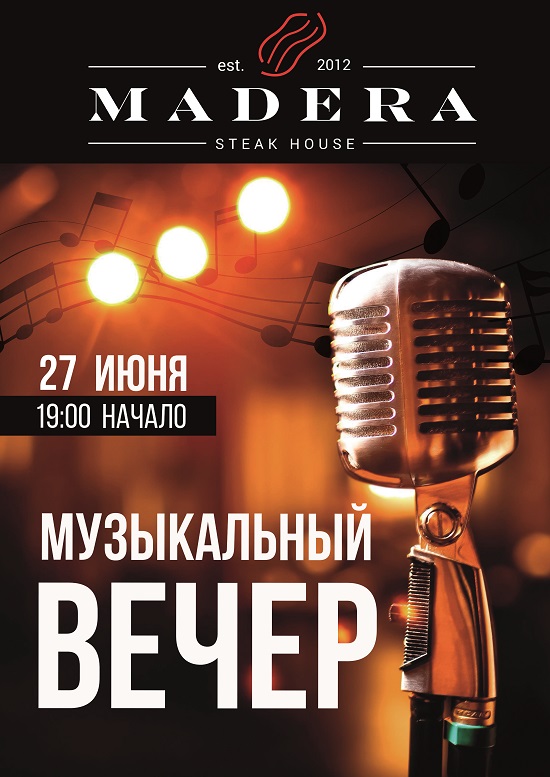 est. 2012
MADERA
STEAK HOUSE
27 ИЮНЯ
19:00 НАЧАЛО
МУЗЫКАЛЬНЫЙ
ВЕЧЕР